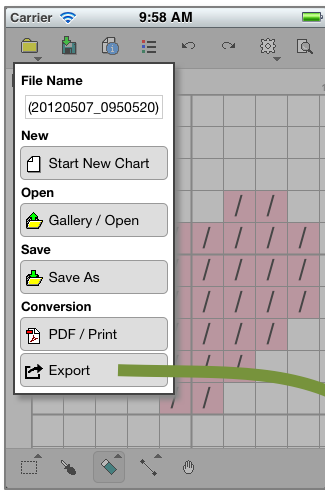 Carrier 9:58 AM
File Name
(20120507_0950520)
New
Start New Chart
Open
Gallery / Open
Save
Save As
Conversion
PDF / Print
Export